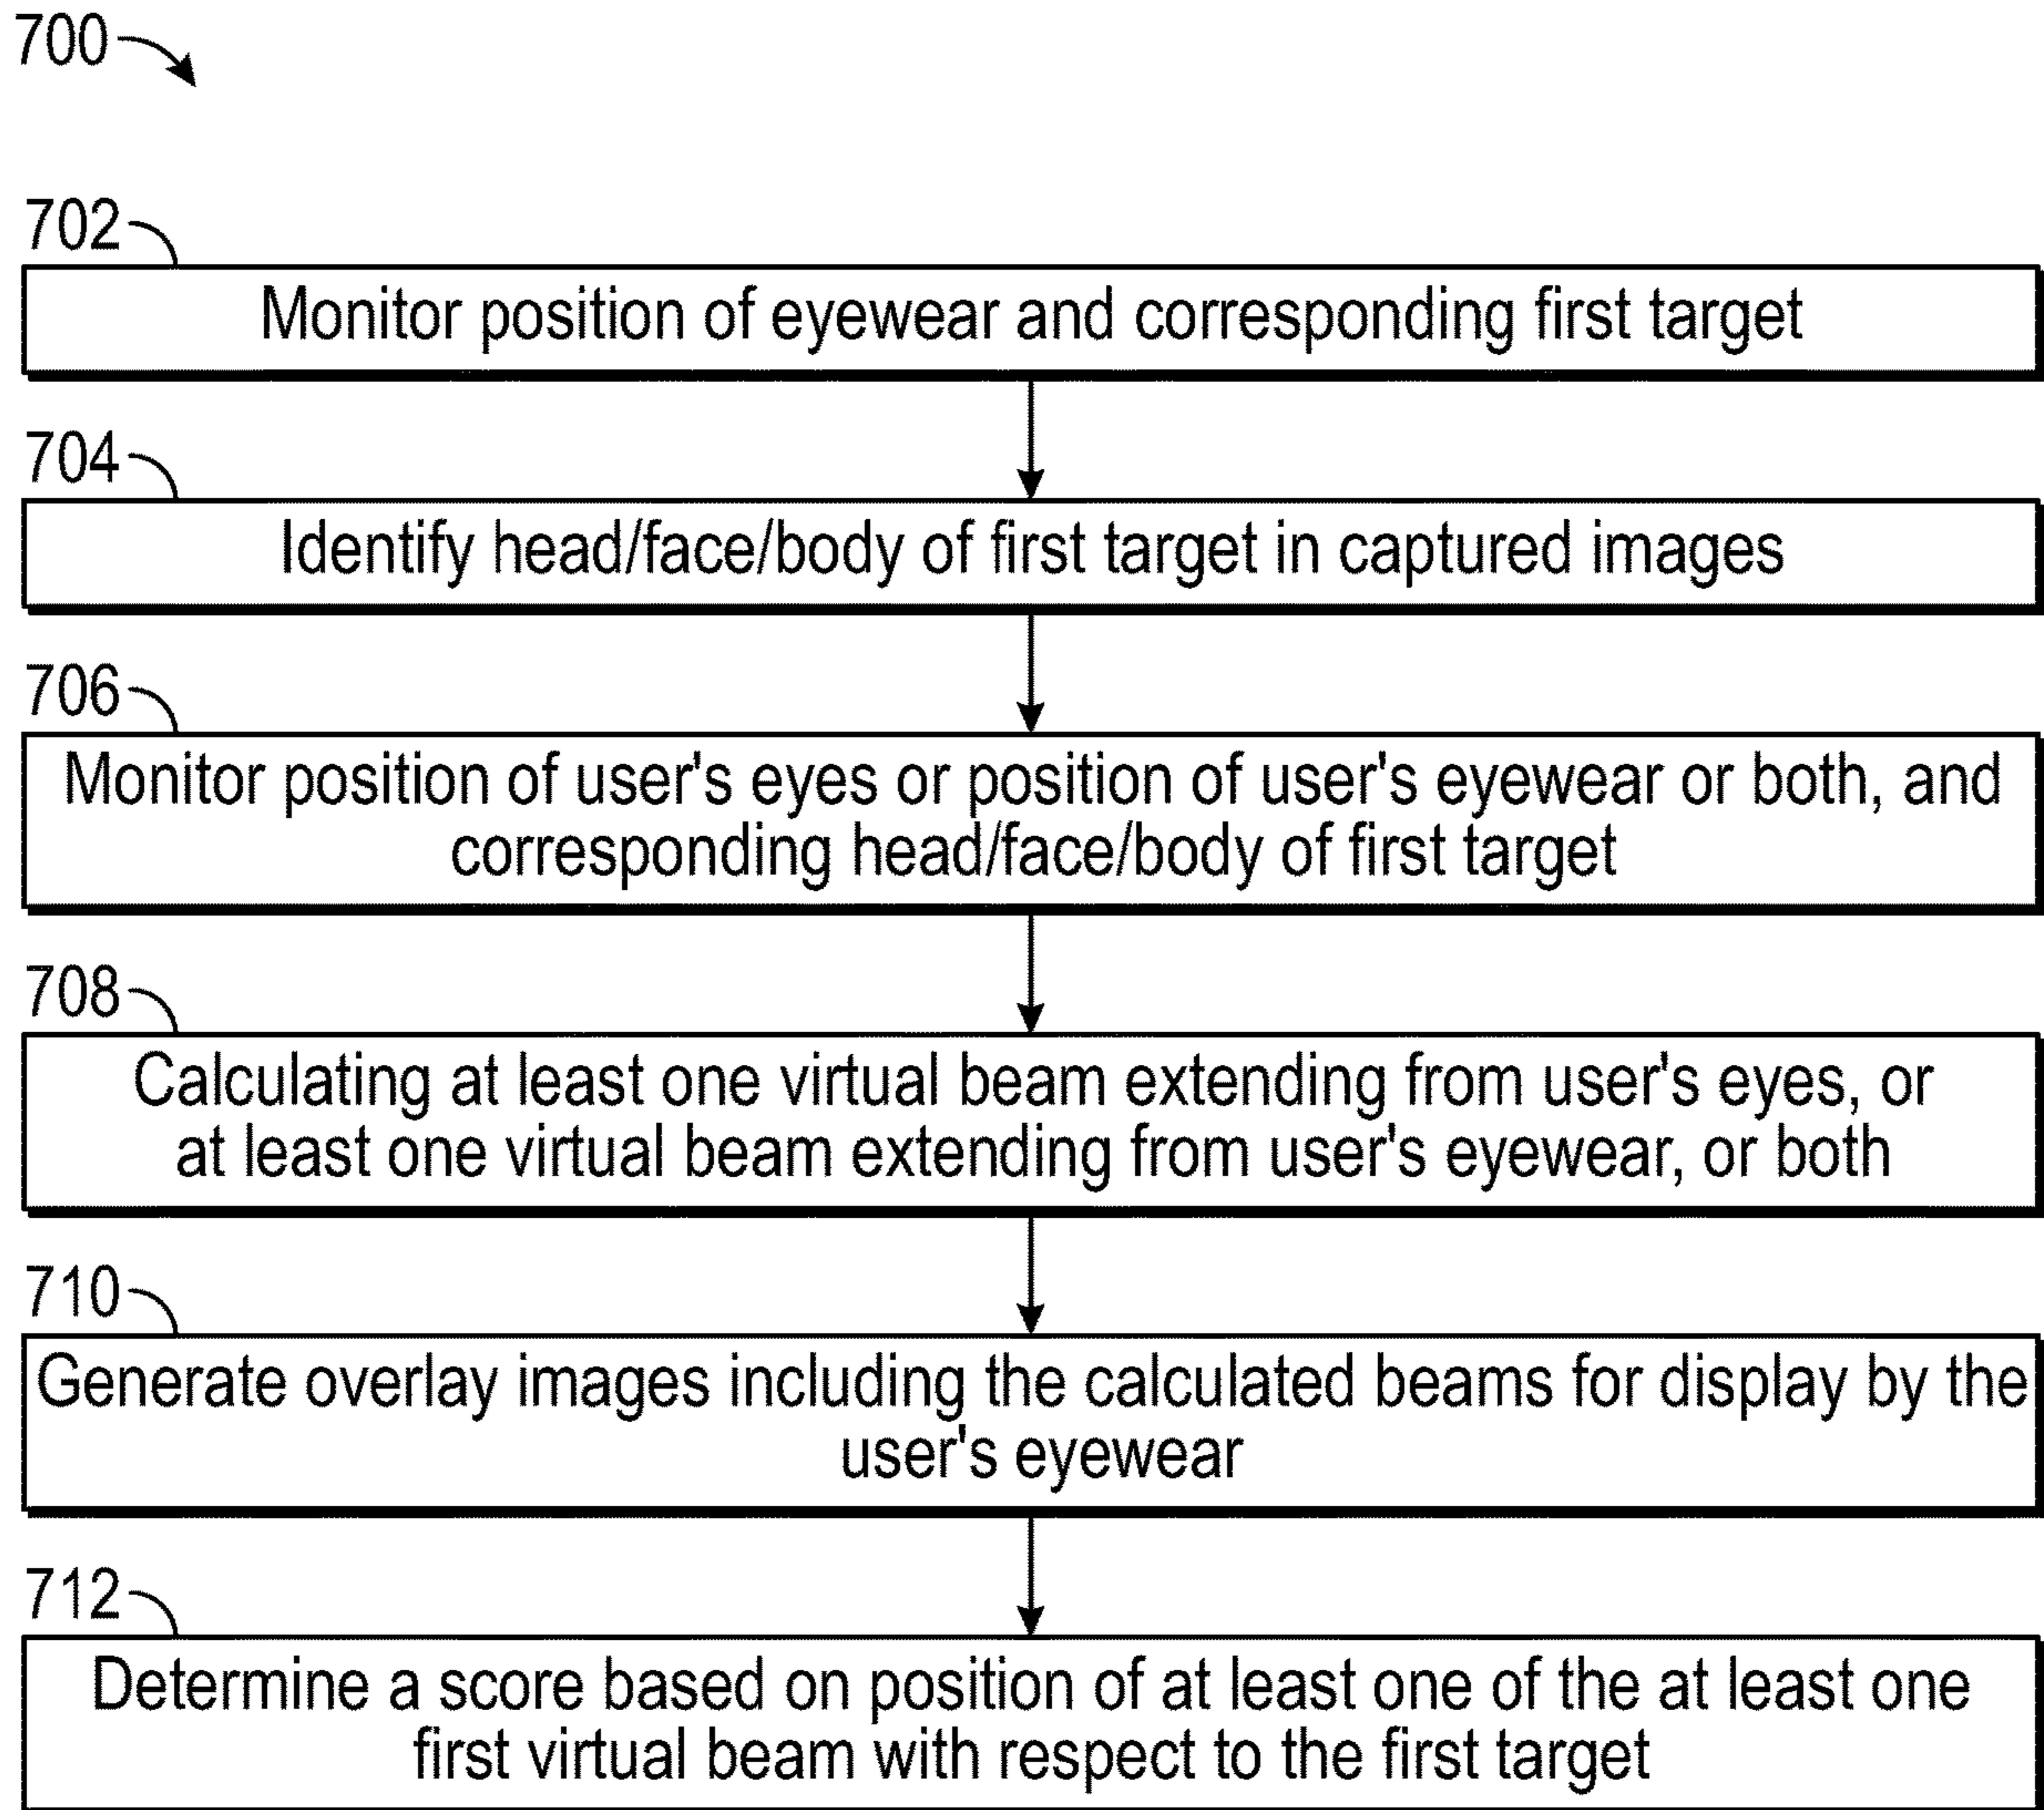 700
702
Monitor position of eyewear and corresponding first target
704
Identify head/face/body of first target in captured images
706
Monitor position of user's eyes or position of user's eyewear or both, and
corresponding head/face/body of first target
708
Calculating at least one virtual beam extending from user's eyes, or
at least one virtual beam extending from user's eyewear, or both
710
Generate overlay images including the calculated beams for display by the
user's eyewear
712
Determine a score based on position of at least one of the at least one
first virtual beam with respect to the first target